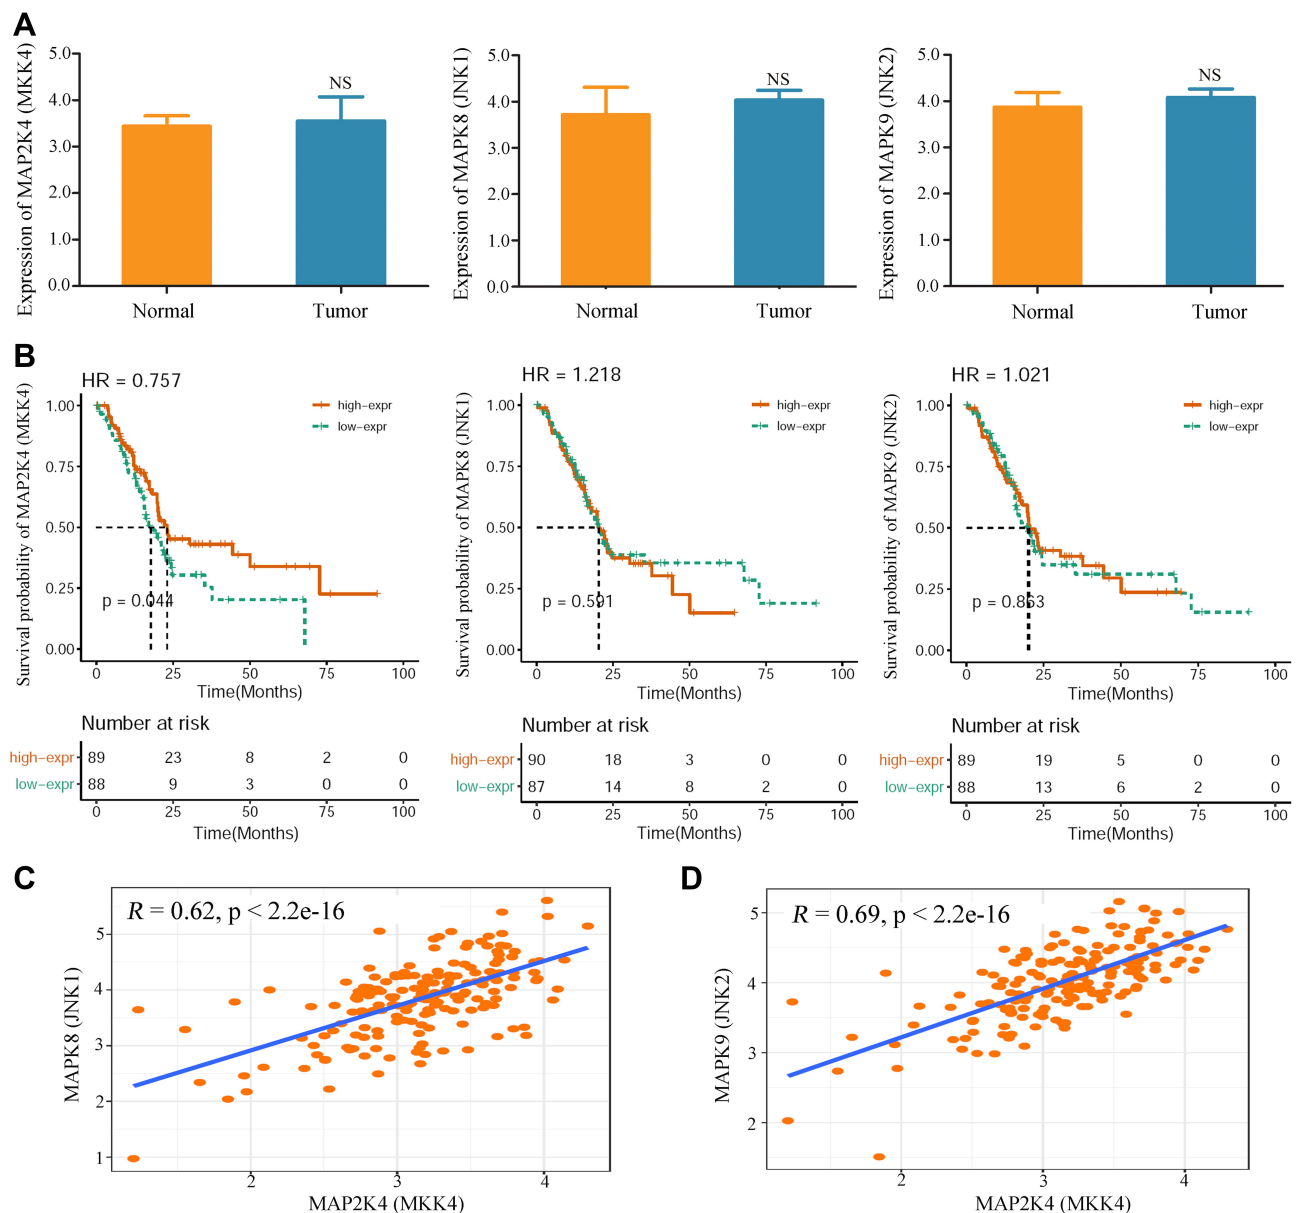 A
Expression of MAP2K4 (MKK4)
5.0
4.0
3.0
2.0
1.0
0.0
NS
Normal
Tumor
Expression of MAPK8 (JNK1)
5.0
4.0
3.0
2.0
1.0
0.0
NS
Normal
Tumor
Expression of MAPK9 (JNK2)
5.0
4.0
3.0
2.0
1.0
0.0
NS
Normal
Tumor
B
HR = 0.757
Survival probability of MAP2K4 (MKK4)
1.00
0.75
0.50
0.25
0.00
high-expr
low-expr
p = 0.044
0 25 50 75 100
Time(Months)
Number at risk
high-expr 89 23 8 2 0
low-expr 88 9 3 0 0
0 25 50 75 100
Time(Months)
HR = 1.218
Survival probability of MAPK8 (JNK1)
1.00
0.75
0.50
0.25
0.00
high-expr
low-expr
p = 0.591
0 25 50 75 100
Time(Months)
Number at risk
high-expr 90 18 3 0 0
low-expr 87 14 8 2 0
0 25 50 75 100
Time(Months)
HR = 1.021
Survival probability of MAPK9 (JNK2)
1.00
0.75
0.50
0.25
0.00
high-expr
low-expr
p = 0.863
0 25 50 75 100
Time(Months)
Number at risk
high-expr 89 19 5 0 0
low-expr 88 13 6 2 0
0 25 50 75 100
Time(Months)
C
R = 0.62, p < 2.2e-16
MAPK8 (JNK1)
5
4
3
2
1
2 3 4
MAP2K4 (MKK4)
D
R = 0.69, p < 2.2e-16
MAPK9 (JNK2)
5
4
3
2
2 3 4
MAP2K4 (MKK4)